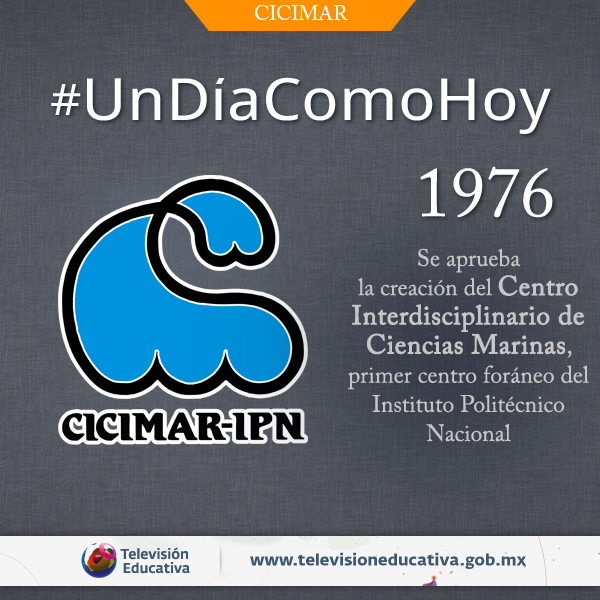 CICIMAR
#UnDíaComoHoy
1976
Se aprueba
la creación del Centro
Interdisciplinario de
Ciencias Marinas,
primer centro foráneo del
Instituto Politécnico
Nacional
CICIMAR-IPN
Televisión
Educativa
www.televisioneducativa.gob.mx